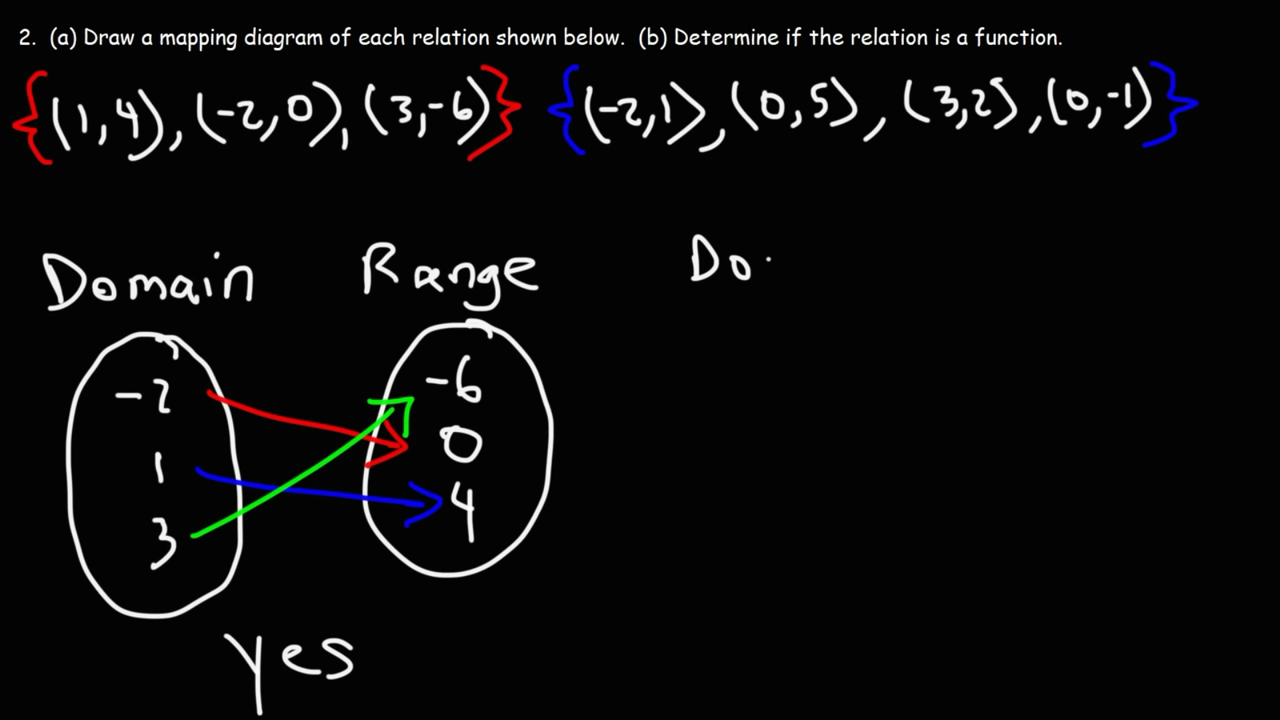 2. (a) Draw a mapping diagram of each relation shown below. (b) Determine if the relation is a function.
{(1,4), (-2,0), (3,-6)} {(-2,1), (0,5), (3,2), (0,-1)}
Domain Range Do
-2 -6
1 0
3 4
Yes